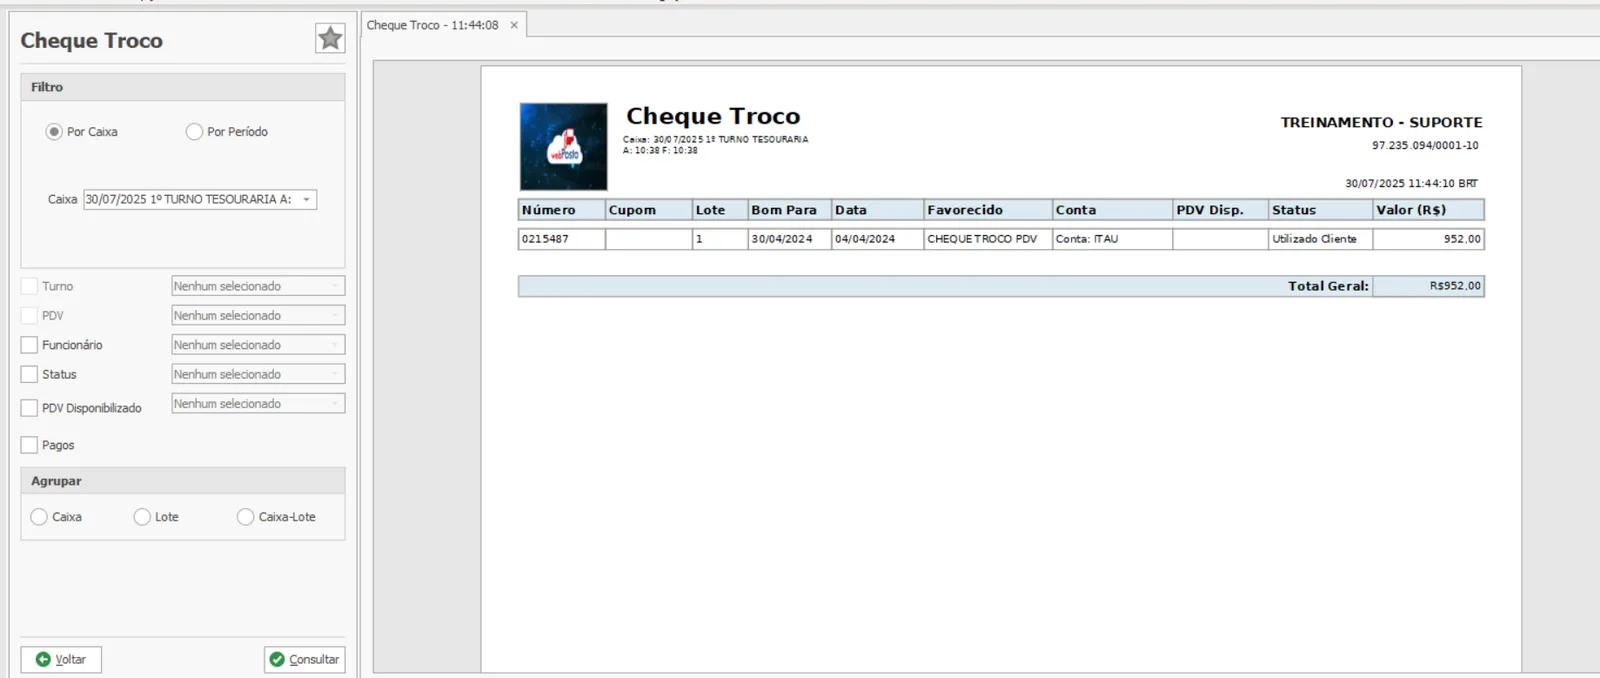 Cheque Troco
Filtro
Por Caixa
Por Período
Caixa
30/07/2025 1º TURNO TESOURARIA A:
Turno
Nenhum selecionado
PDV
Nenhum selecionado
Funcionário
Nenhum selecionado
Status
Nenhum selecionado
PDV Disponibilizado
Nenhum selecionado
Pagos
Agrupar
Caixa
Lote
Caixa-Lote
Voltar
Consultar
Cheque Troco - 11:44:08 ×
webPosto
Cheque Troco
Caixa: 30/07/2025 1º TURNO TESOURARIA
A: 10:38 F: 10:38
TREINAMENTO - SUPORTE
97.235.094/0001-10
30/07/2025 11:44:10 BRT
Número Cupom Lote Bom Para Data Favorecido Conta PDV Disp. Status Valor (R$)
0215487 1 30/04/2024 04/04/2024 CHEQUE TROCO PDV Conta: ITAU Utilizado Cliente 952,00
Total Geral: R$952,00